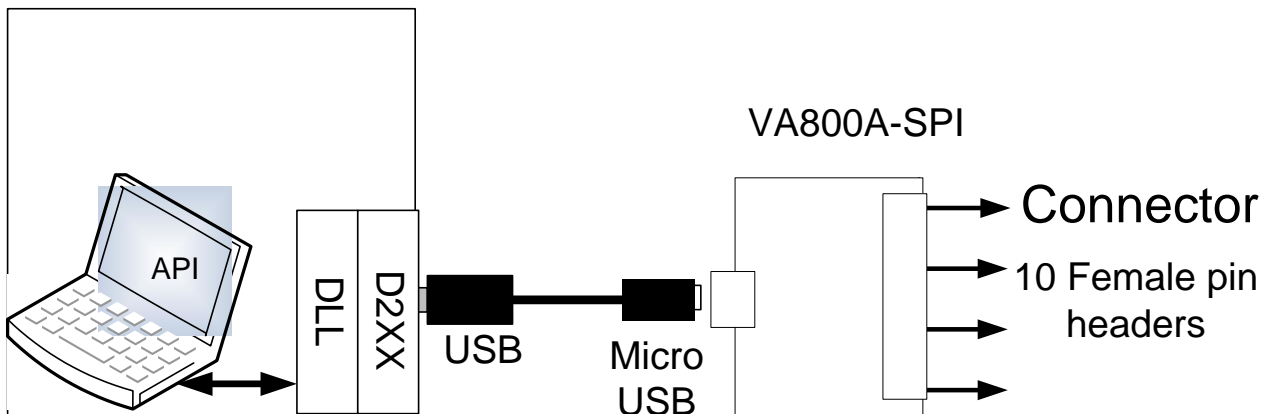 VA800A-SPI
API
DLL
D2XX
USB
Micro
USB
Connector
10 Female pin
headers